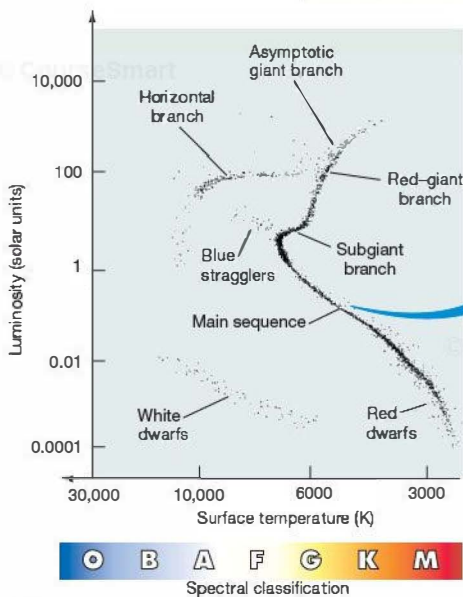 © CourseSmart
Asymptotic
giant branch
10,000
Horizontal
branch
100
Red–giant
branch
Luminosity (solar units)
Subgiant
branch
Blue
stragglers
1
Main sequence
0.01
White
dwarfs
Red
dwarfs
0.0001
30,000 10,000 6000 3000
Surface temperature (K)
O B A F G K M
Spectral classification